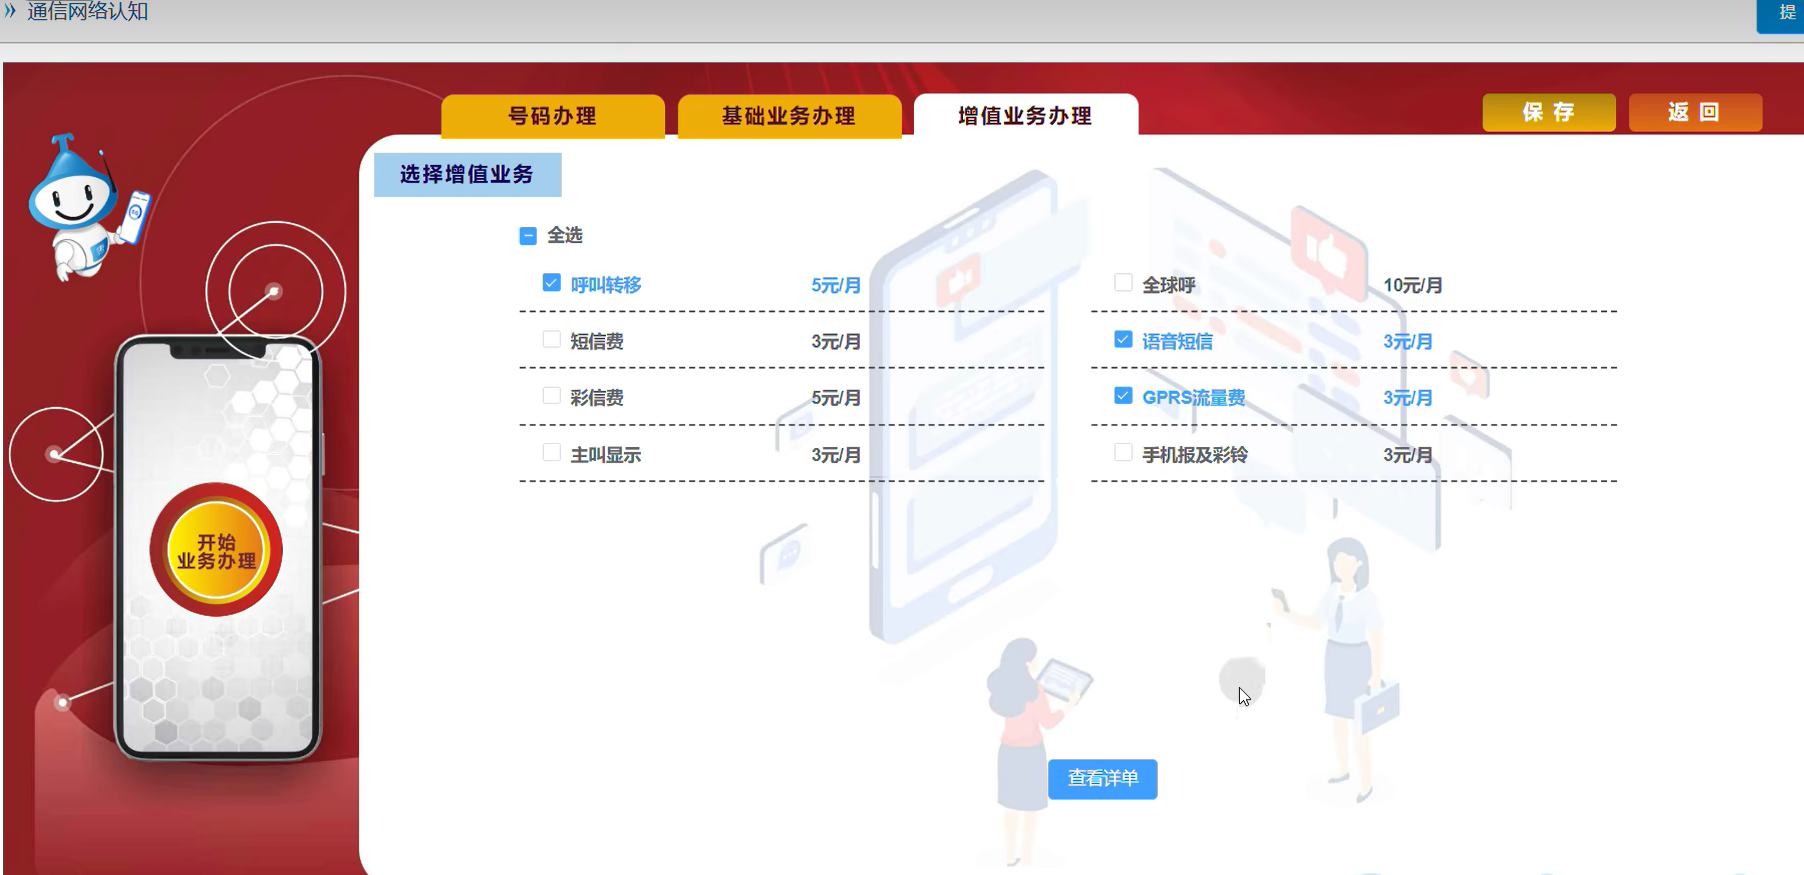 通信网络认知
提
号码办理
基础业务办理
增值业务办理
保存
返回
选择增值业务
全选
呼叫转移 5元/月
全球呼 10元/月
短信费 3元/月
语音短信 3元/月
彩信费 5元/月
GPRS流量费 3元/月
主叫显示 3元/月
手机报及彩铃 3元/月
开始
业务办理
查看详单